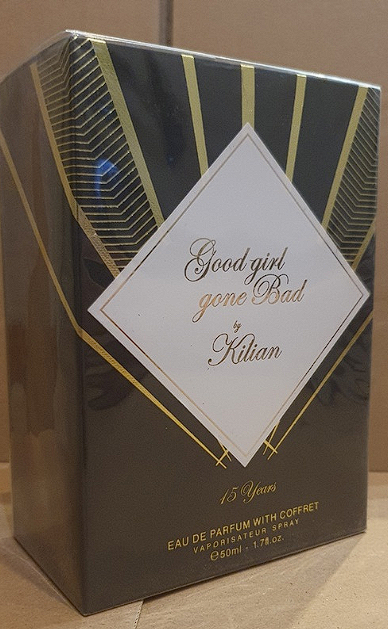 Good girl
gone Bad
by
Kilian
15 Years
EAU DE PARFUM WITH COFFRET
VAPORISATEUR SPRAY
℮50ml - 1.7fl.oz.